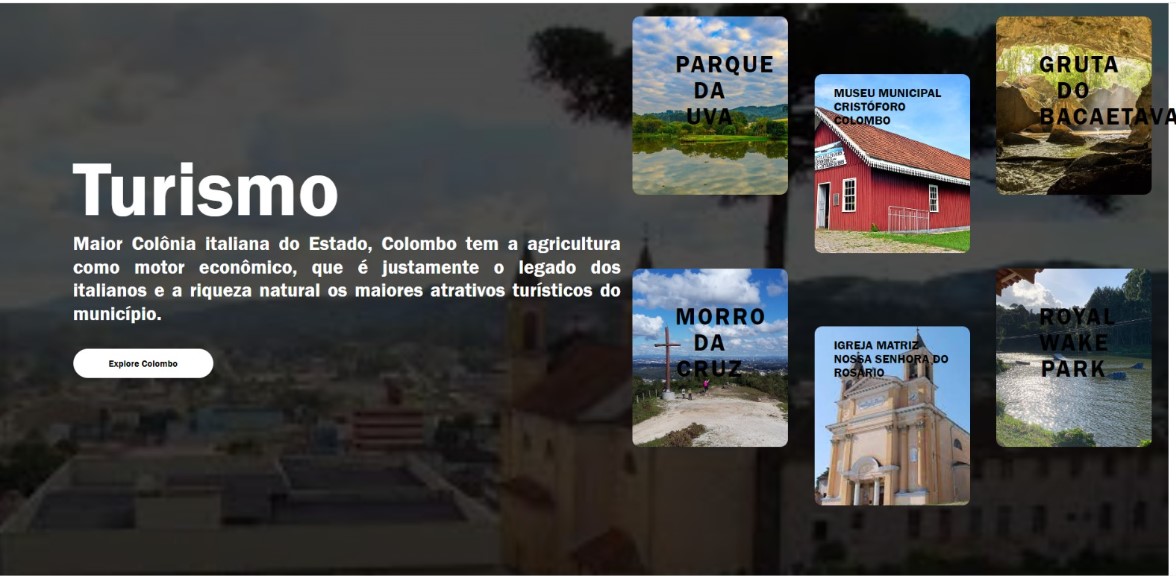 Turismo
Maior Colônia italiana do Estado, Colombo tem a agricultura
como motor econômico, que é justamente o legado dos
italianos e a riqueza natural os maiores atrativos turísticos do
município.
Explore Colombo
PARQUE
DA
UVA
MUSEU MUNICIPAL
CRISTÓFORO
COLOMBO
GRUTA
DO
BACAETAVA
MORRO
DA
CRUZ
IGREJA MATRIZ
NOSSA SENHORA DO
ROSÁRIO
ROYAL
WAKE
PARK